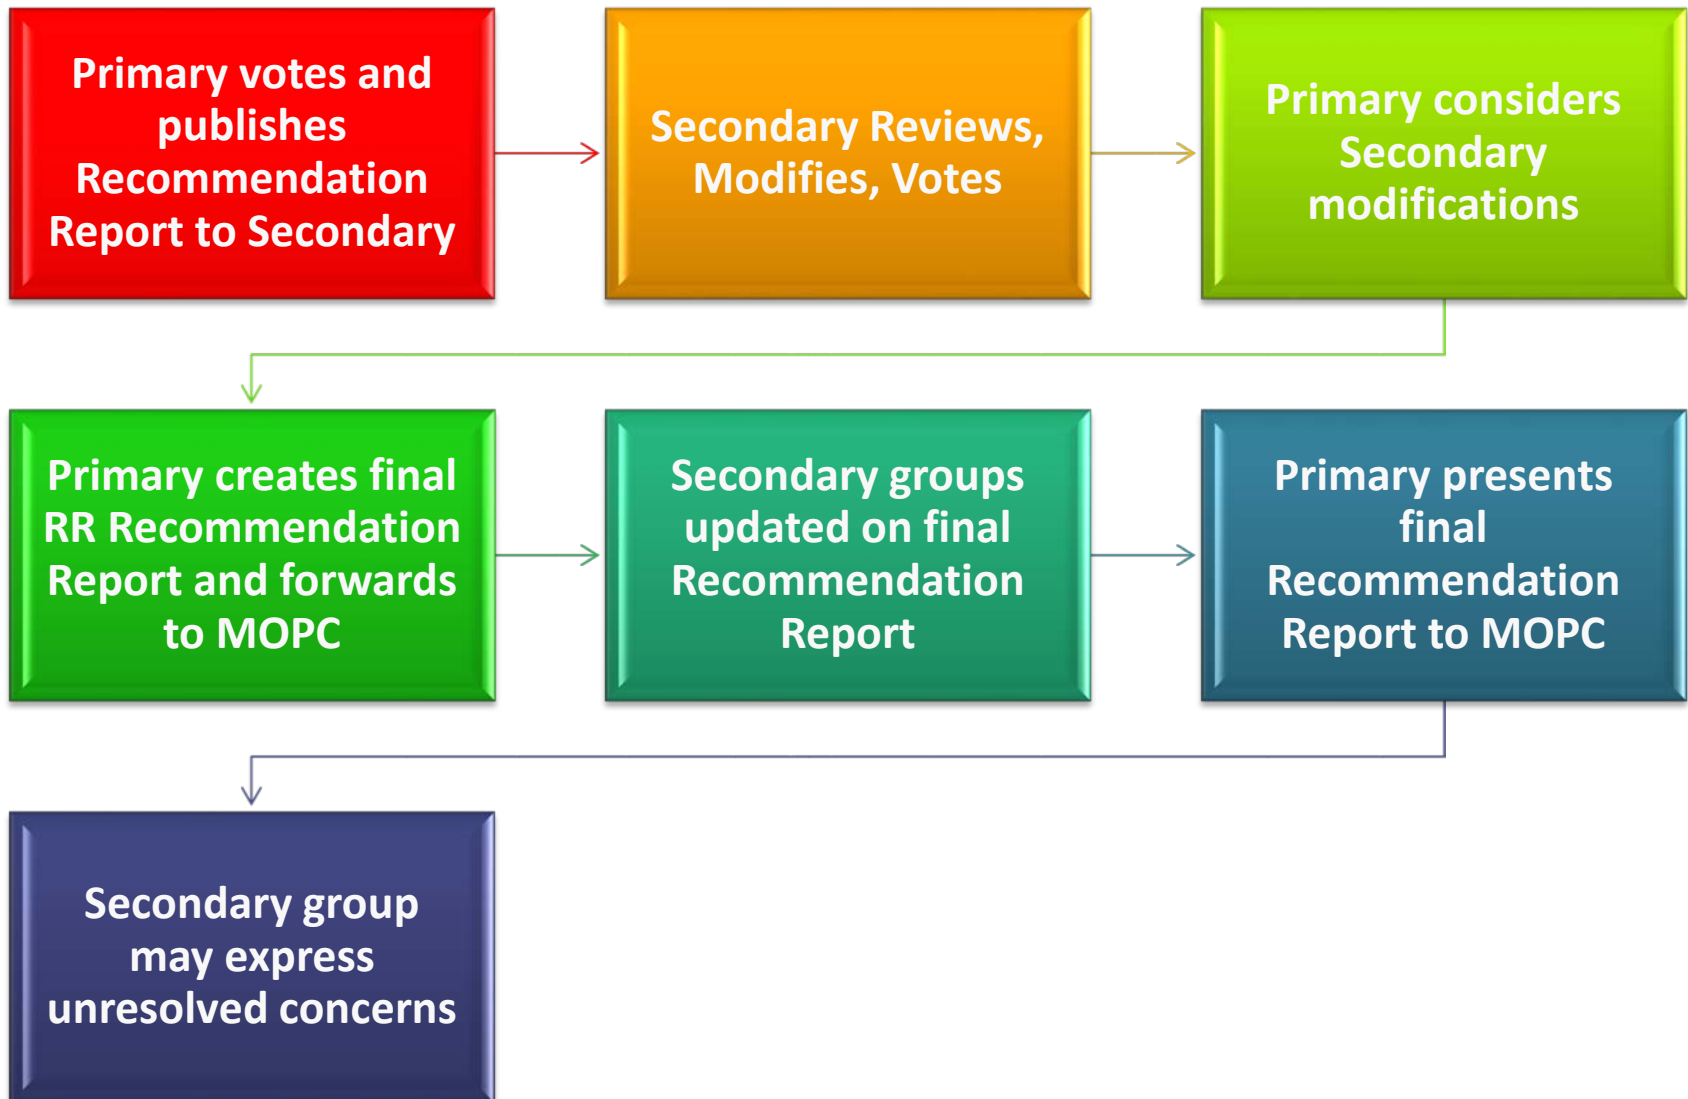 Primary votes and
publishes
Recommendation
Report to Secondary
Secondary Reviews,
Modifies, Votes
Primary considers
Secondary
modifications
Primary creates final
RR Recommendation
Report and forwards
to MOPC
Secondary groups
updated on final
Recommendation
Report
Primary presents
final
Recommendation
Report to MOPC
Secondary group
may express
unresolved concerns